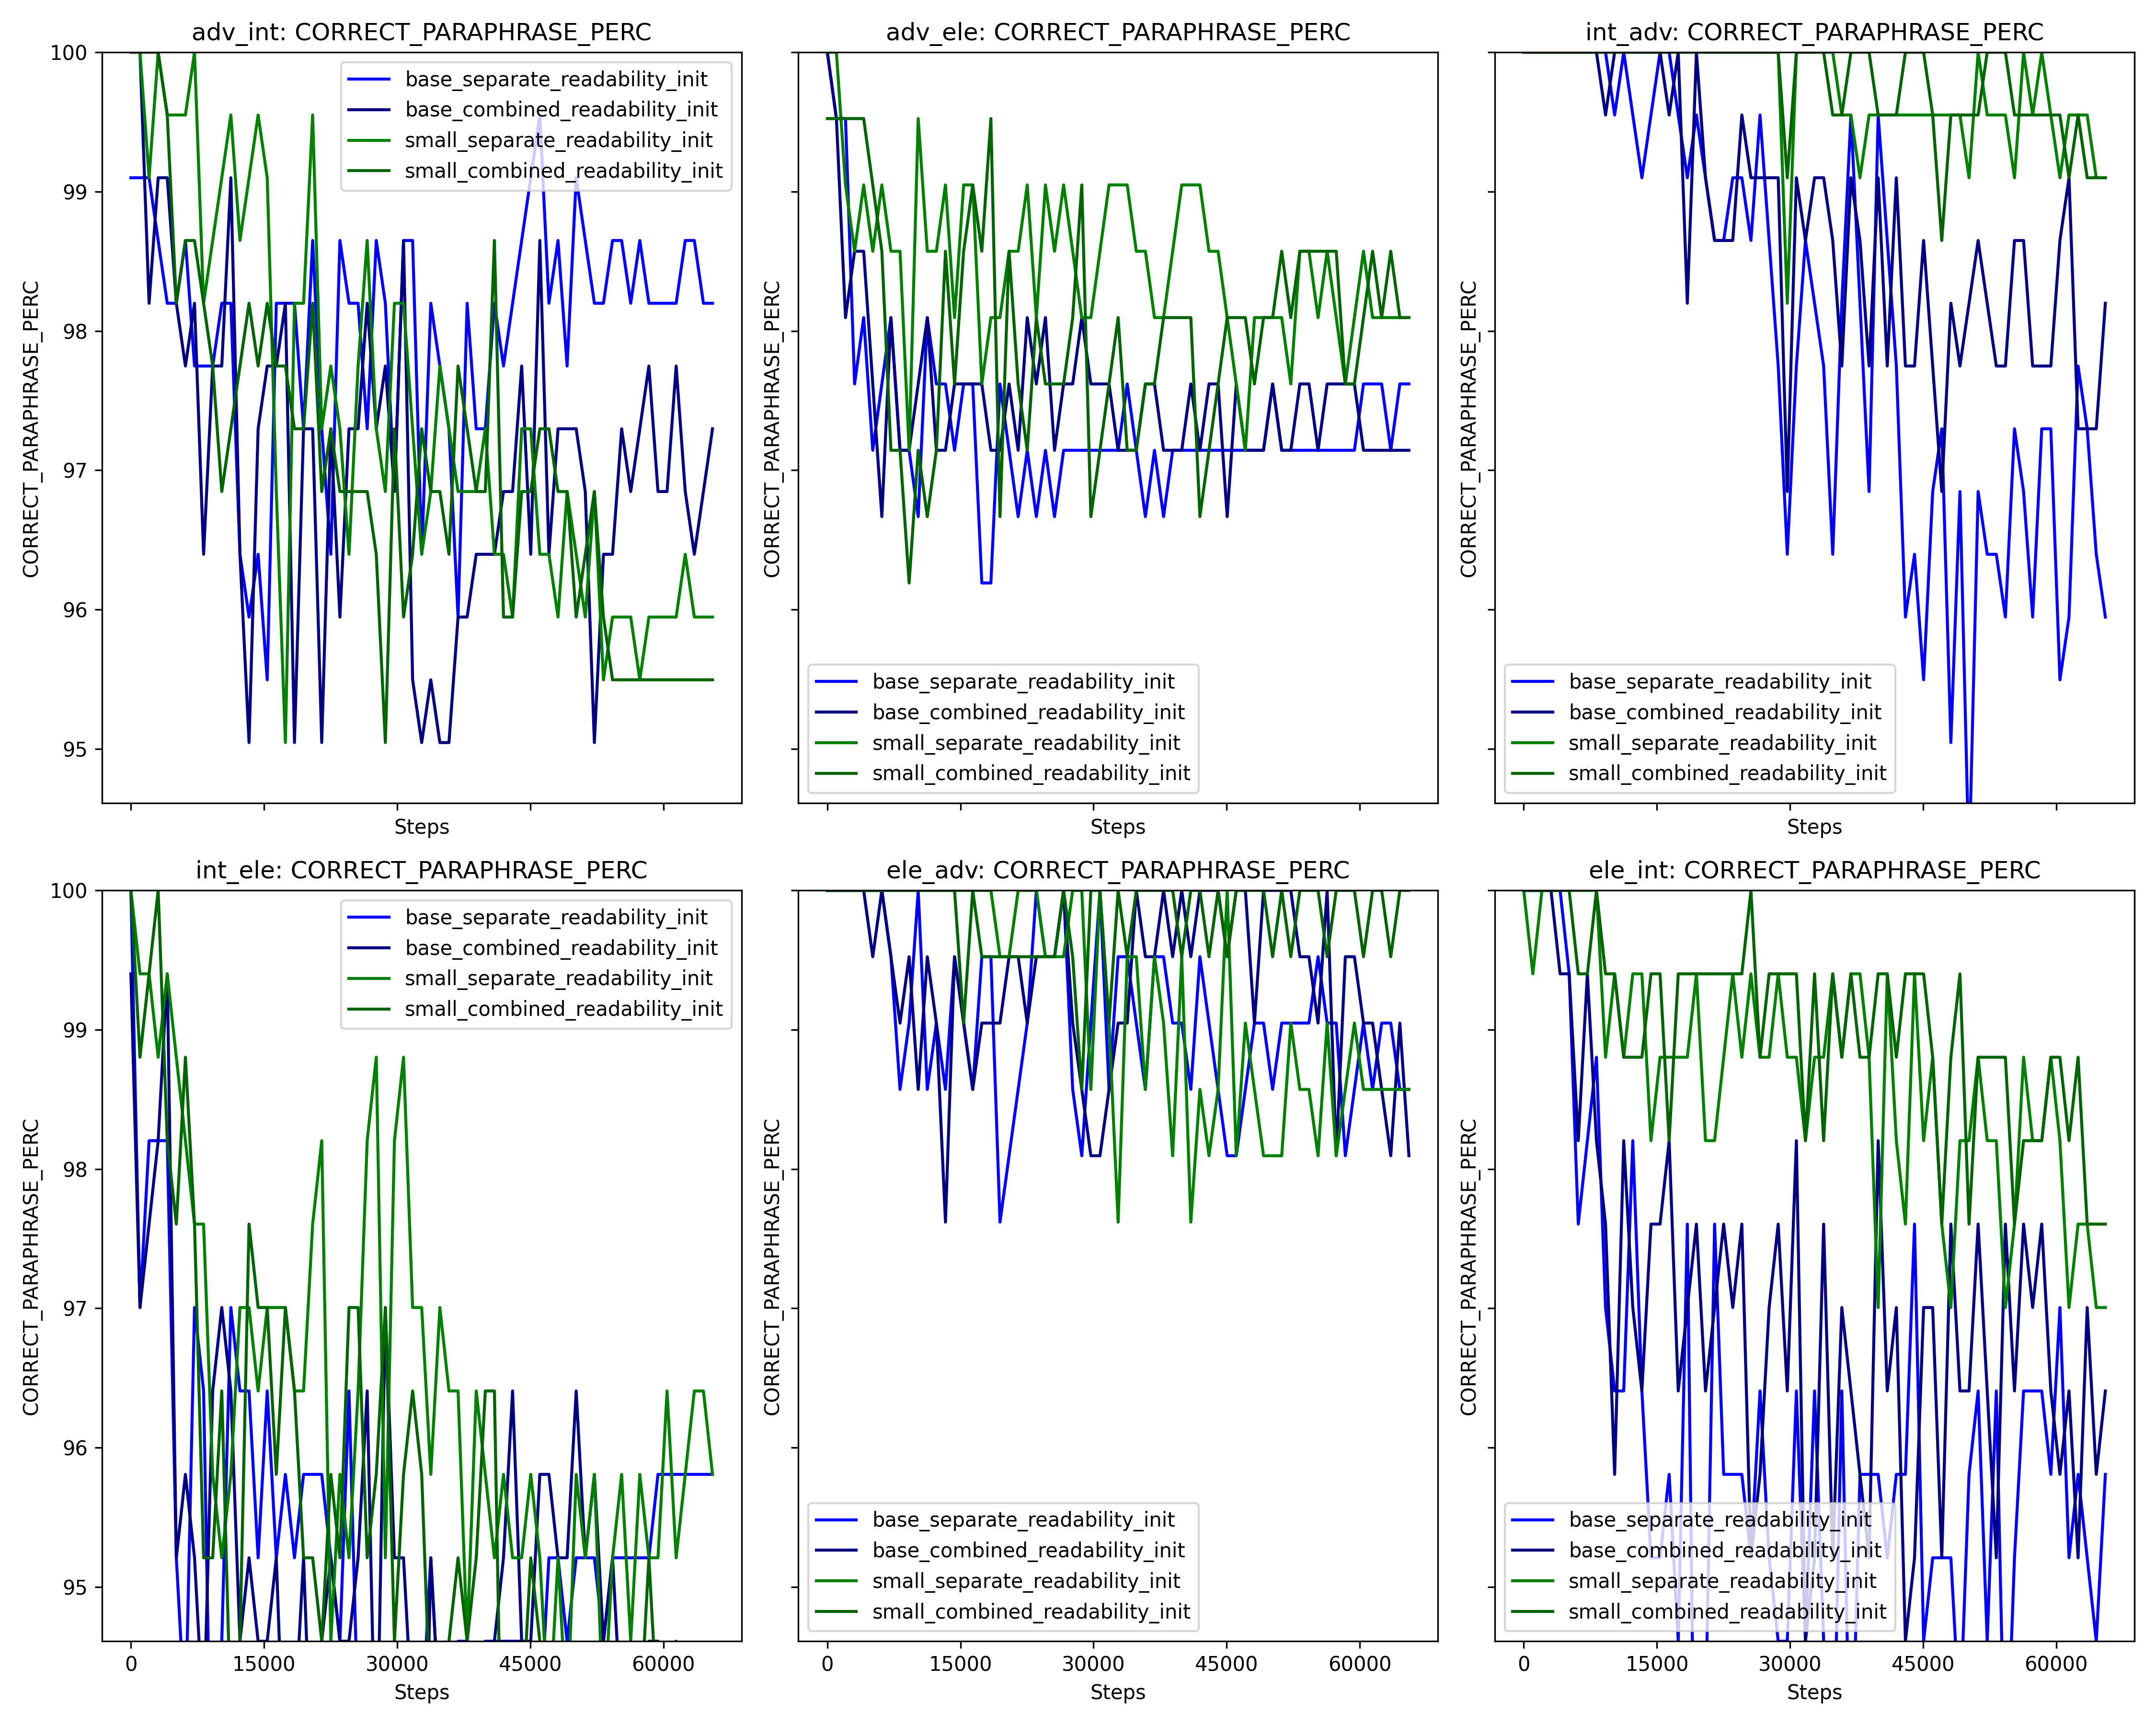 adv_int: CORRECT_PARAPHRASE_PERC
100
99
98
97
96
95
CORRECT_PARAPHRASE_PERC
base_separate_readability_init
base_combined_readability_init
small_separate_readability_init
small_combined_readability_init
Steps
adv_ele: CORRECT_PARAPHRASE_PERC
CORRECT_PARAPHRASE_PERC
base_separate_readability_init
base_combined_readability_init
small_separate_readability_init
small_combined_readability_init
Steps
int_adv: CORRECT_PARAPHRASE_PERC
CORRECT_PARAPHRASE_PERC
base_separate_readability_init
base_combined_readability_init
small_separate_readability_init
small_combined_readability_init
Steps
int_ele: CORRECT_PARAPHRASE_PERC
100
99
98
97
96
95
CORRECT_PARAPHRASE_PERC
base_separate_readability_init
base_combined_readability_init
small_separate_readability_init
small_combined_readability_init
0 15000 30000 45000 60000
Steps
ele_adv: CORRECT_PARAPHRASE_PERC
CORRECT_PARAPHRASE_PERC
base_separate_readability_init
base_combined_readability_init
small_separate_readability_init
small_combined_readability_init
0 15000 30000 45000 60000
Steps
ele_int: CORRECT_PARAPHRASE_PERC
CORRECT_PARAPHRASE_PERC
base_separate_readability_init
base_combined_readability_init
small_separate_readability_init
small_combined_readability_init
0 15000 30000 45000 60000
Steps